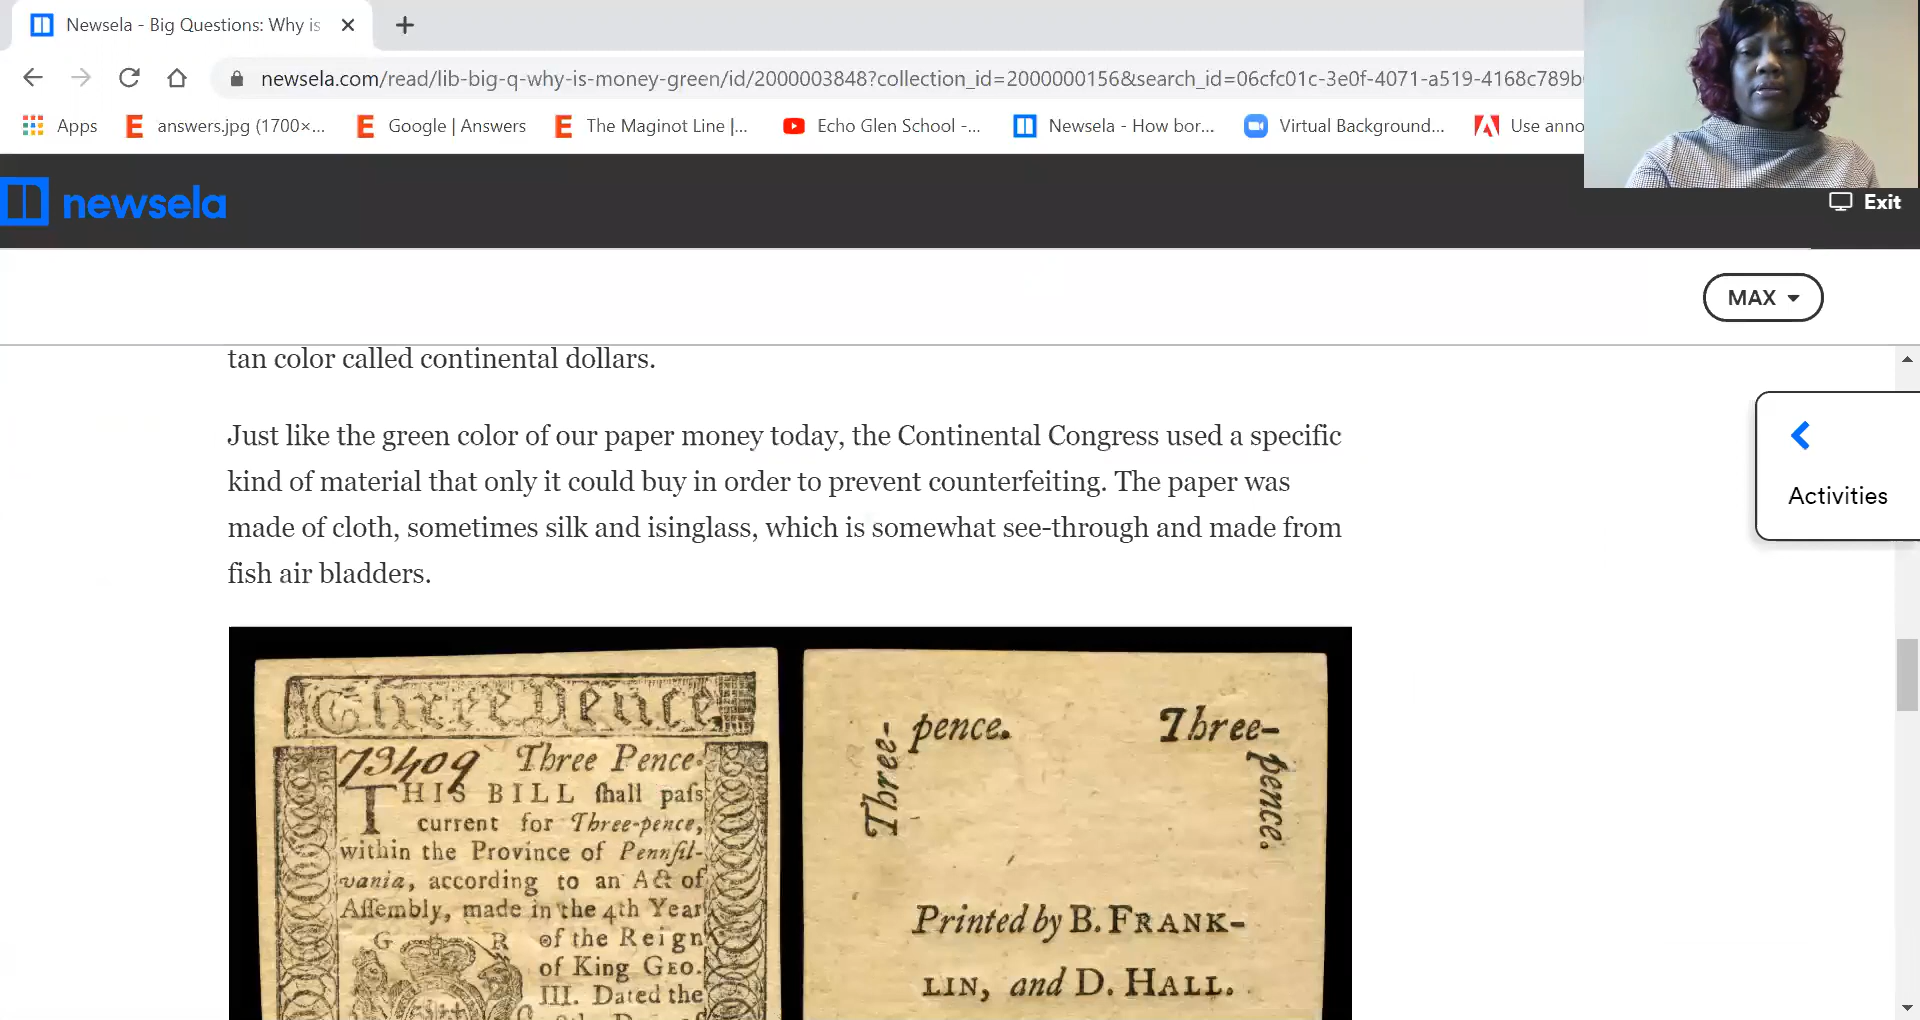 Newsela - Big Questions: Why is
newsela.com/read/lib-big-q-why-is-money-green/id/2000003848?collection_id=2000000156&search_id=06cfc01c-3e0f-4071-a519-4168c789b
Apps
answers.jpg (1700×...
Google | Answers
The Maginot Line |...
Echo Glen School -...
Newsela - How bor...
Virtual Background...
Use anno
newsela
Exit
MAX
tan color called continental dollars.
Just like the green color of our paper money today, the Continental Congress used a specific
kind of material that only it could buy in order to prevent counterfeiting. The paper was
made of cloth, sometimes silk and isinglass, which is somewhat see-through and made from
fish air bladders.
Activities
Three Pence
73409 Three Pence.
THIS BILL ſhall paſs
current for Three-pence,
within the Province of Pennſil-
vania, according to an Act of
Aſſembly, made in the 4th Year
G R of the Reign
of King GEO.
III. Dated the
Three-pence.
Three-pence.
Printed by B. FRANK-
LIN, and D. HALL.